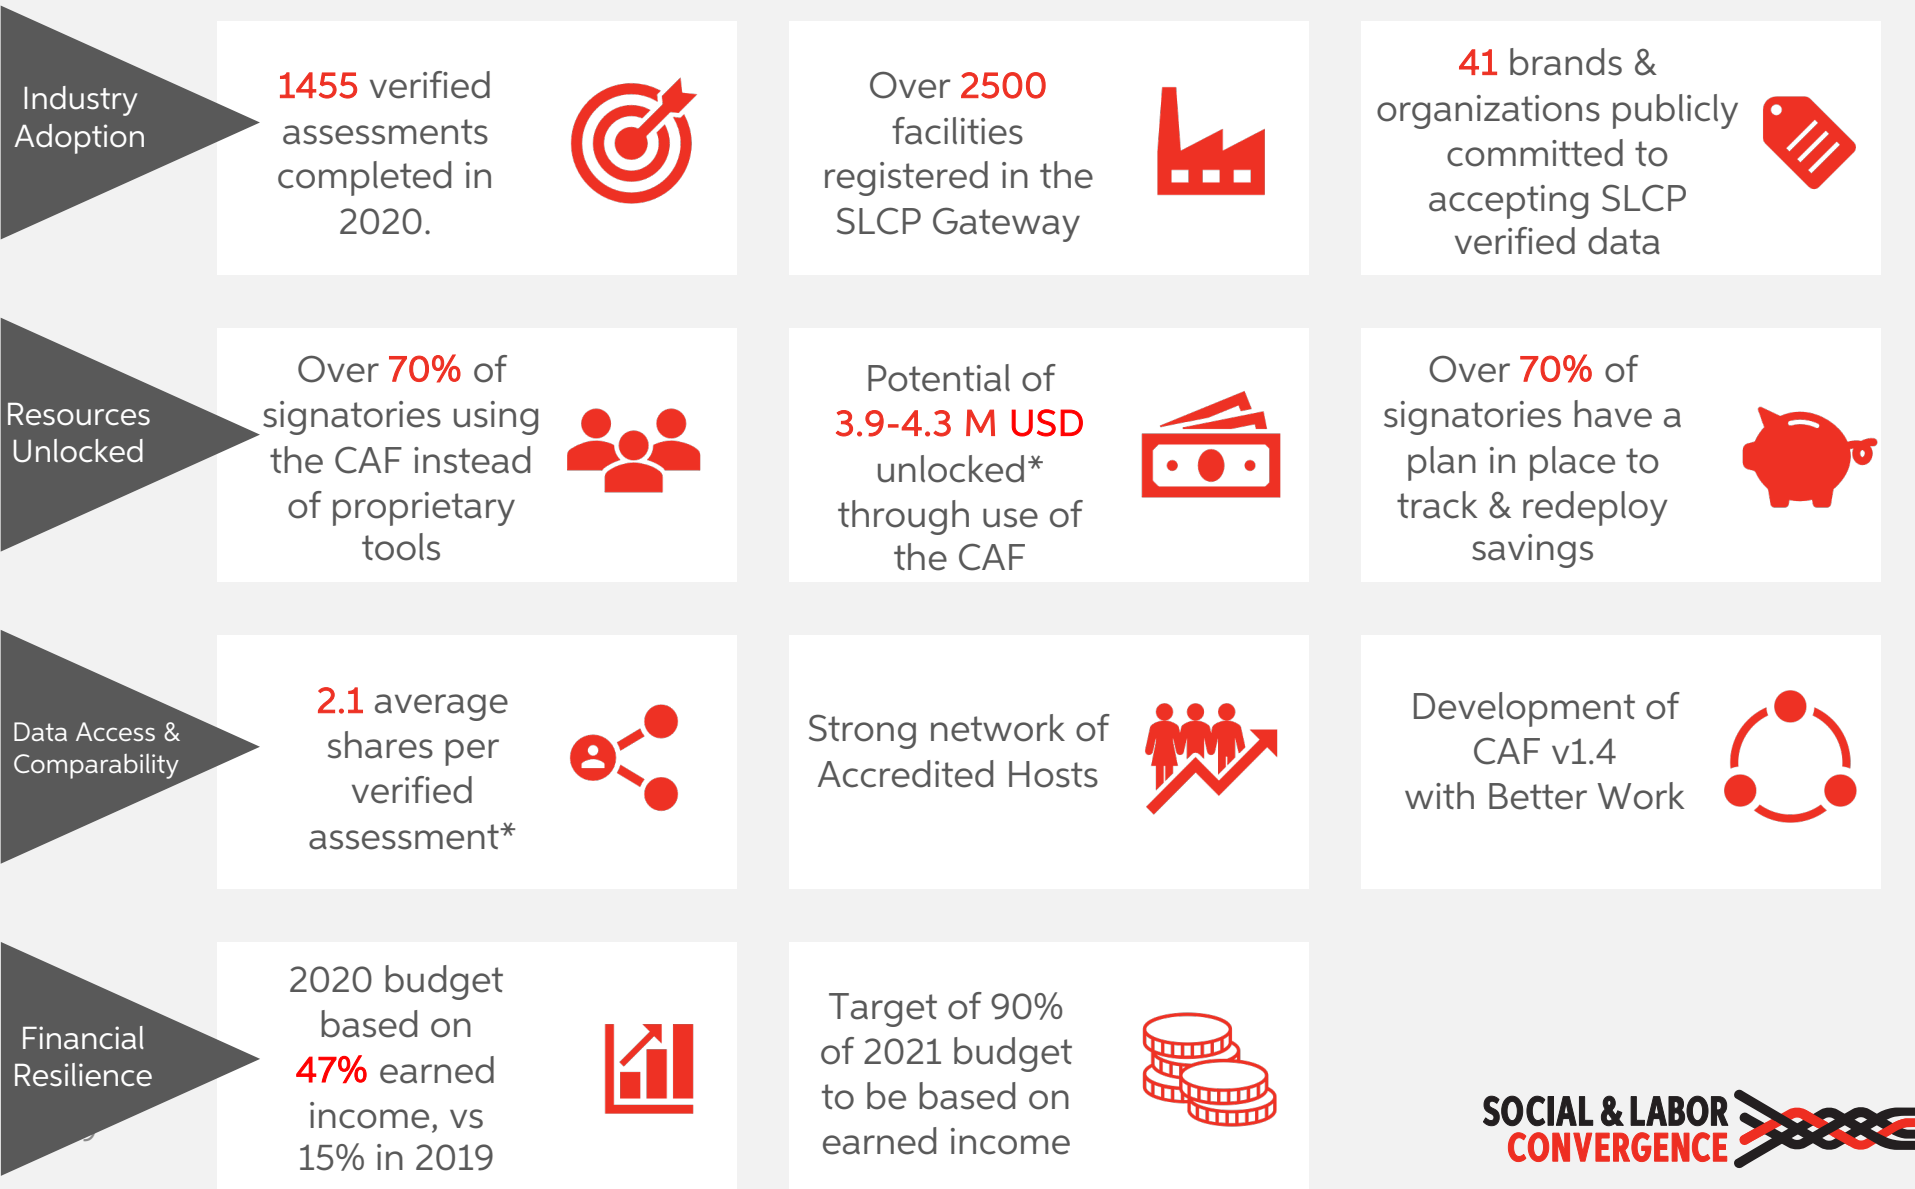 Industry
Adoption
1455 verified
assessments
completed in
2020.
Over 2500
facilities
registered in the
SLCP Gateway
41 brands &
organizations publicly
committed to
accepting SLCP
verified data
Resources
Unlocked
Over 70% of
signatories using
the CAF instead
of proprietary
tools
Potential of
3.9-4.3 M USD
unlocked*
through use of
the CAF
Over 70% of
signatories have a
plan in place to
track & redeploy
savings
Data Access &
Comparability
2.1 average
shares per
verified
assessment*
Strong network of
Accredited Hosts
Development of
CAF v1.4
with Better Work
Financial
Resilience
2020 budget
based on
47% earned
income, vs
15% in 2019
Target of 90%
of 2021 budget
to be based on
earned income
SOCIAL & LABOR
CONVERGENCE